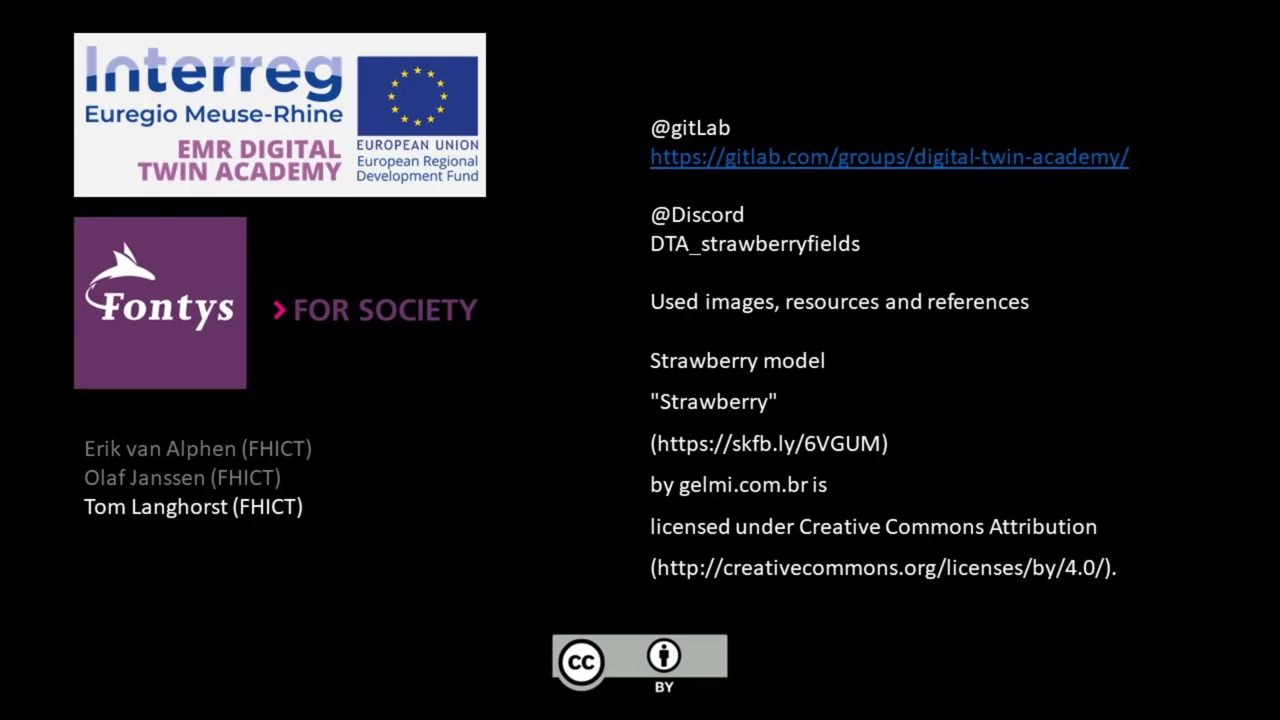 Interreg
Euregio Meuse-Rhine
EMR DIGITAL
TWIN ACADEMY
EUROPEAN UNION
European Regional
Development Fund
Fontys
FOR SOCIETY
Erik van Alphen (FHICT)
Olaf Janssen (FHICT)
Tom Langhorst (FHICT)
@gitLab
https://gitlab.com/groups/digital-twin-academy/
@Discord
DTA_strawberryfields
Used images, resources and references
Strawberry model
"Strawberry"
(https://skfb.ly/6VGUM)
by gelmi.com.br is
licensed under Creative Commons Attribution
(http://creativecommons.org/licenses/by/4.0/).
cc
BY